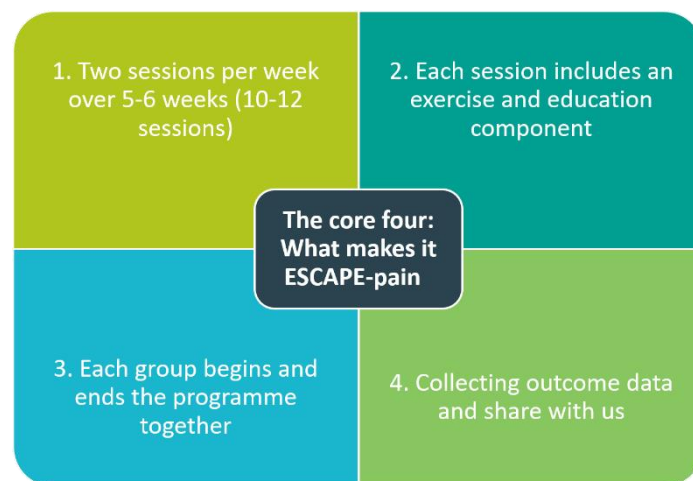 1. Two sessions per week
over 5-6 weeks (10-12
sessions)
2. Each session includes an
exercise and education
component
The core four:
What makes it
ESCAPE-pain
3. Each group begins and
ends the programme
together
4. Collecting outcome data
and share with us